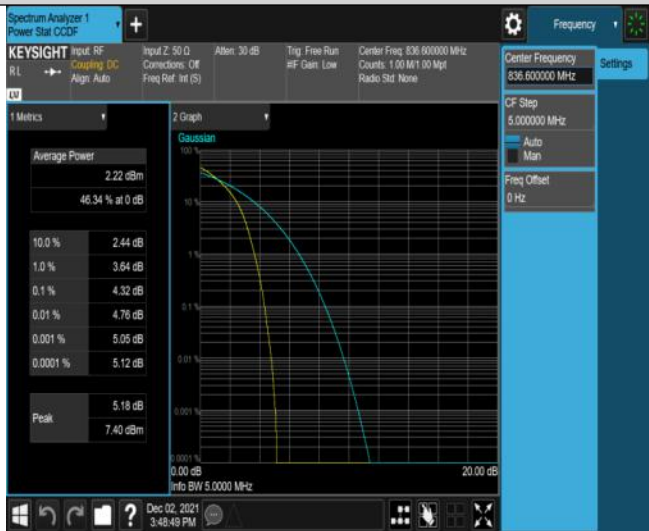 Spectrum Analyzer 1
Power Stat CCDF
+
Frequency
KEYSIGHT
RL
Input: RF
Coupling: DC
Align: Auto
Input Z: 50 Ω
Corrections: Off
Freq Ref: Int (S)
Atten: 30 dB
Trig: Free Run
#IF Gain: Low
Center Freq: 836.600000 MHz
Counts: 1.00 M/1.00 Mpt
Radio Std: None
Center Frequency
836.600000 MHz
Settings
CF Step
5.000000 MHz
Auto
Man
Freq Offset
0 Hz
1 Metrics
Average Power
2.22 dBm
46.34 % at 0 dB
10.0 % 2.44 dB
1.0 % 3.64 dB
0.1 % 4.32 dB
0.01 % 4.76 dB
0.001 % 5.05 dB
0.0001 % 5.12 dB
Peak
5.18 dB
7.40 dBm
2 Graph
Gaussian
100 %
10 %
1 %
0.1 %
0.01 %
0.001 %
0.0001 %
0.00 dB 20.00 dB
Info BW 5.0000 MHz
?
Dec 02, 2021
3:48:49 PM